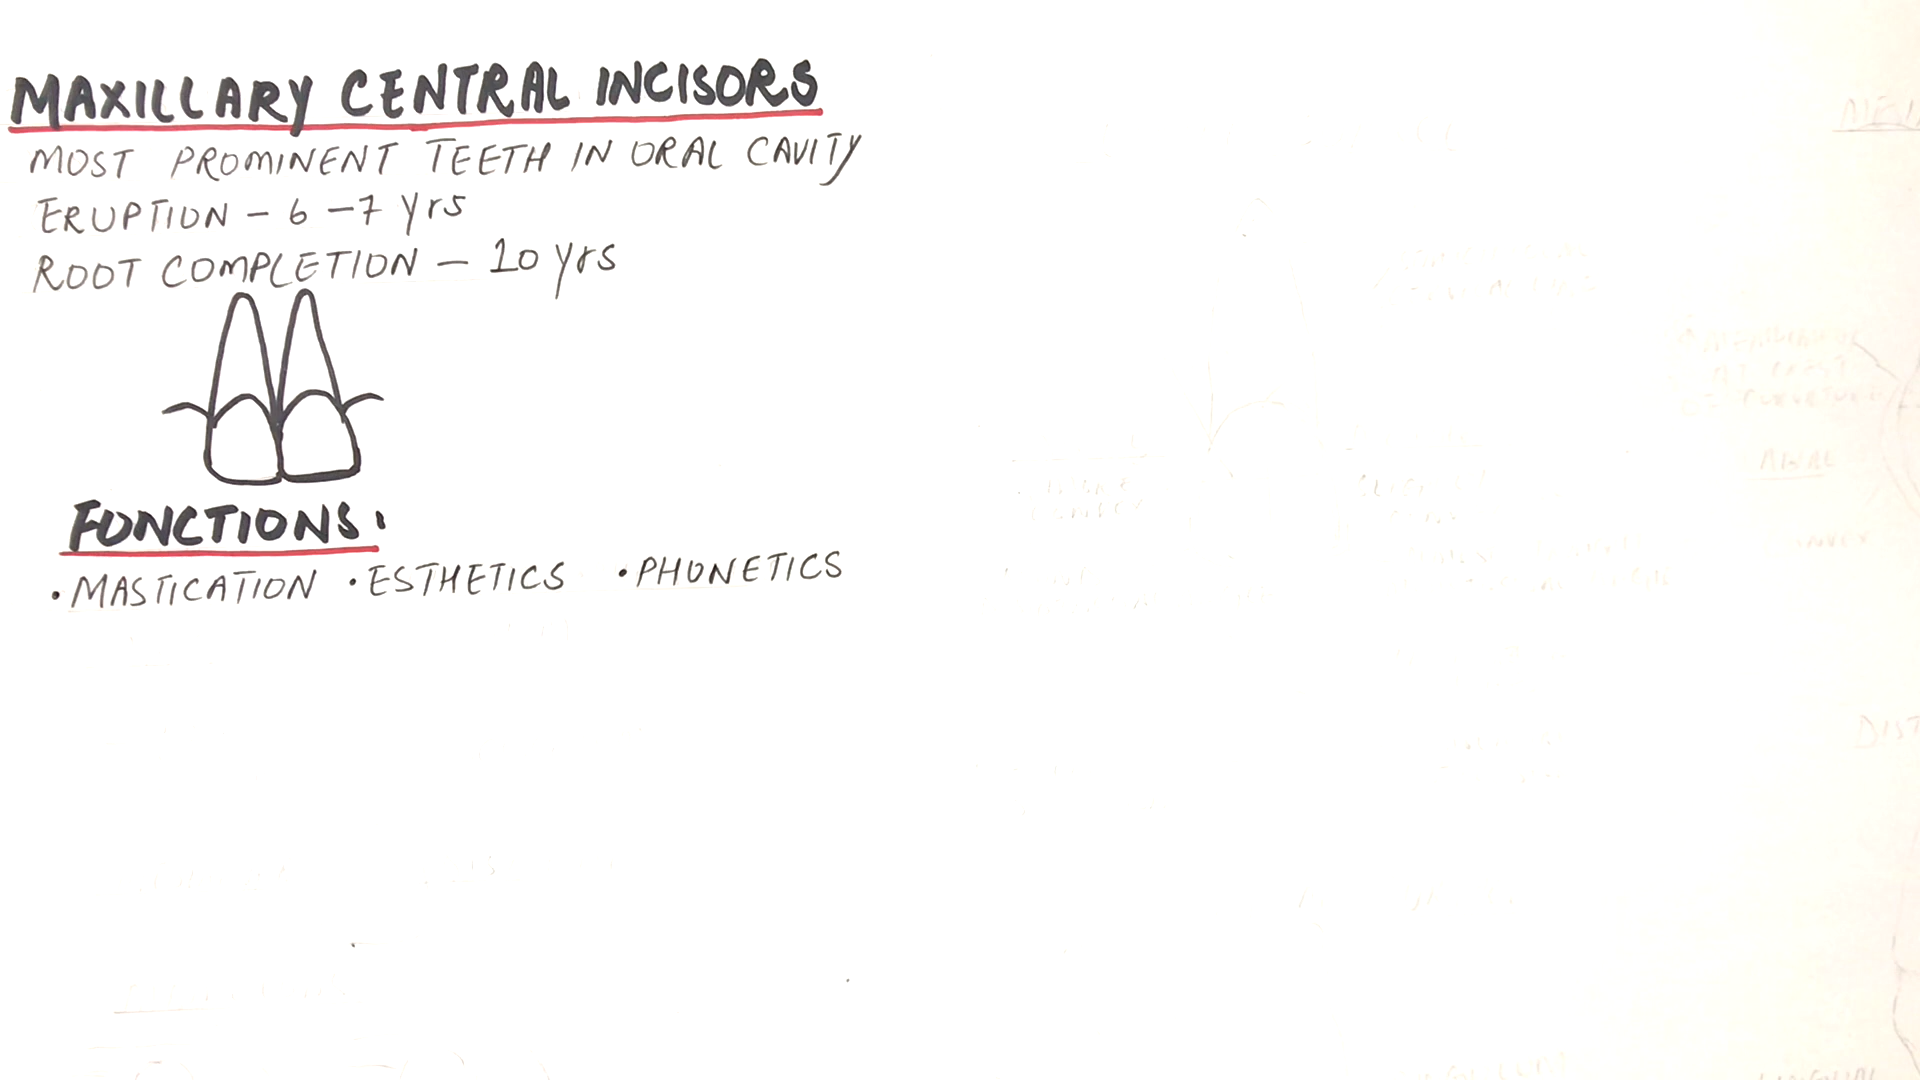 MAXILLARY CENTRAL INCISORS
MOST PROMINENT TEETH IN ORAL CAVITY
ERUPTION - 6 - 7 yrs
ROOT COMPLETION - 10 yrs
FUNCTIONS:
• MASTICATION • ESTHETICS • PHONETICS